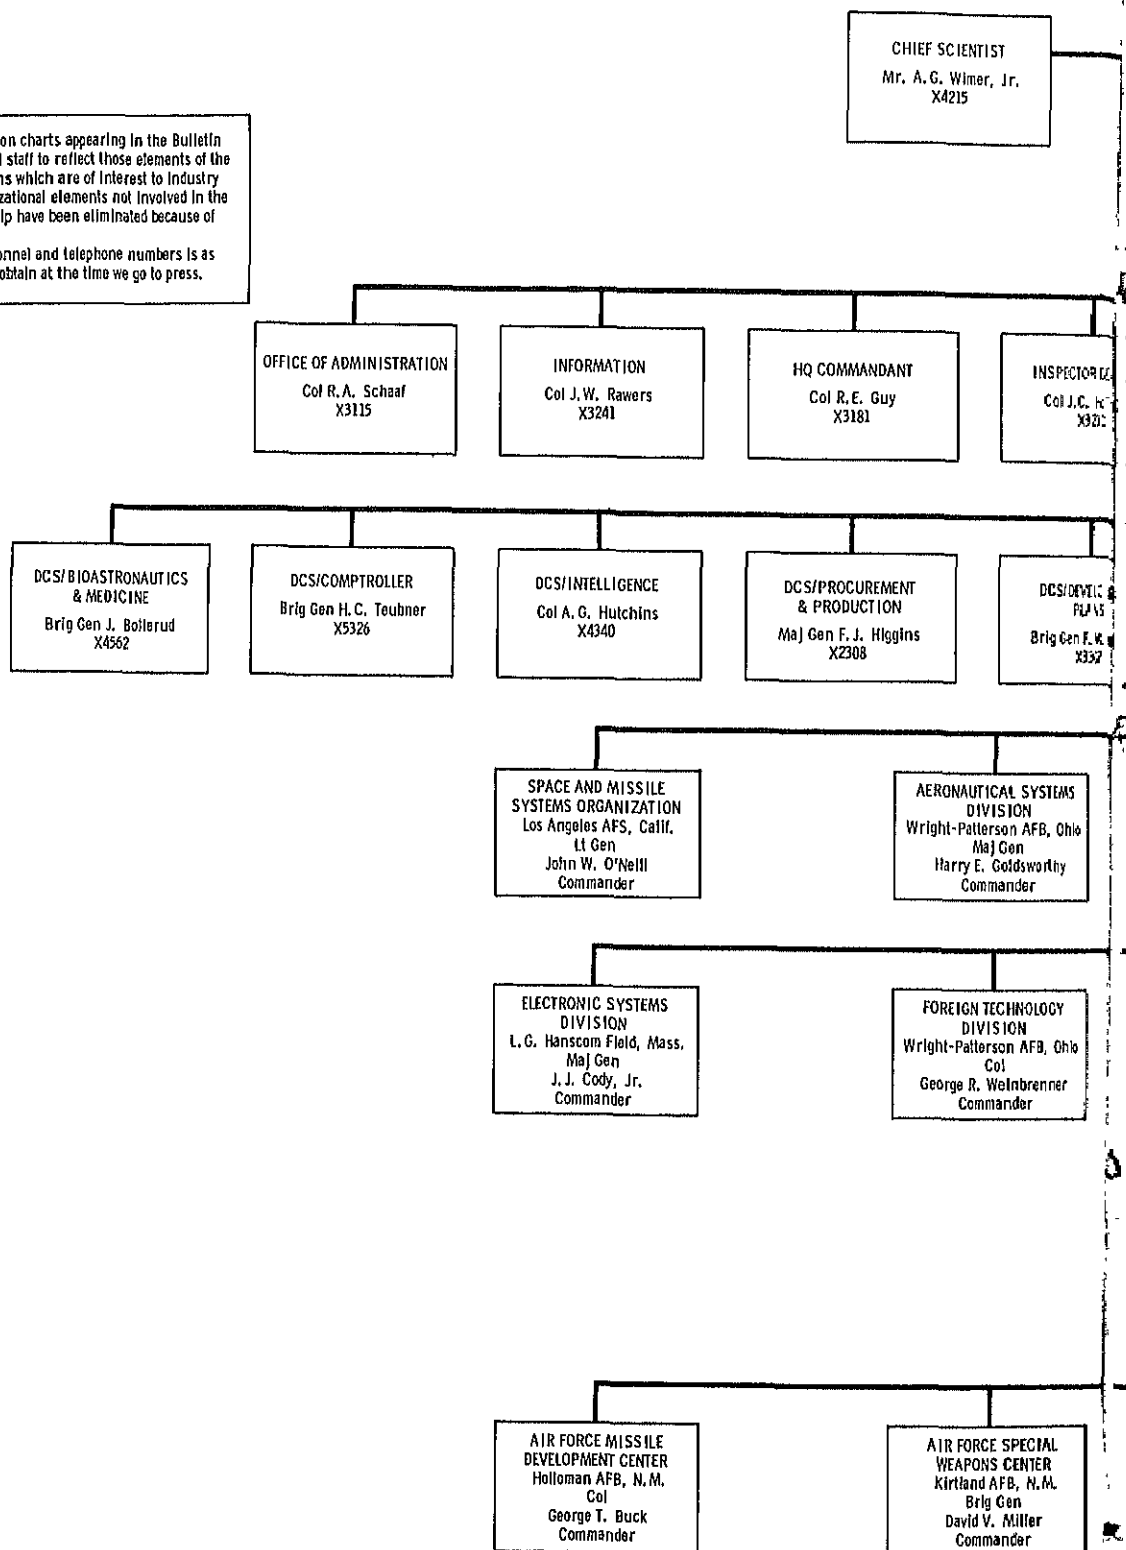 CHIEF SCIENTIST
Mr. A.G. Wimer, Jr.
X4215
on charts appearing in the Bulletin
staff to reflect those elements of the
ns which are of interest to industry
zational elements not involved in the
ip have been eliminated because of
onnel and telephone numbers is as
obtain at the time we go to press.
OFFICE OF ADMINISTRATION
Col R.A. Schaaf
X3115
INFORMATION
Col J.W. Rawers
X3241
HQ COMMANDANT
Col R.E. Guy
X3181
INSPECTOR
Col J.C.
DCS/BIOASTRONAUTICS
& MEDICINE
Brig Gen J. Bollerud
X4562
DCS/COMPTROLLER
Brig Gen H.C. Teubner
X5326
DCS/INTELLIGENCE
Col A.G. Hutchins
X4340
DCS/PROCUREMENT
& PRODUCTION
Maj Gen F.J. Higgins
X2308
PLANS
Brig Gen
SPACE AND MISSILE
SYSTEMS ORGANIZATION
Los Angeles AFS, Calif.
Lt Gen
John W. O'Neill
Commander
AERONAUTICAL SYSTEMS
DIVISION
Wright-Patterson AFB, Ohio
Maj Gen
Harry E. Goldsworthy
Commander
ELECTRONIC SYSTEMS
DIVISION
L.G. Hanscom Field, Mass.
Maj Gen
J.J. Cody, Jr.
Commander
FOREIGN TECHNOLOGY
DIVISION
Wright-Patterson AFB, Ohio
Col
George R. Weinbrenner
Commander
AIR FORCE MISSILE
DEVELOPMENT CENTER
Holloman AFB, N.M.
Col
George T. Buck
Commander
AIR FORCE SPECIAL
WEAPONS CENTER
Kirtland AFB, N.M.
Brig Gen
David V. Miller
Commander